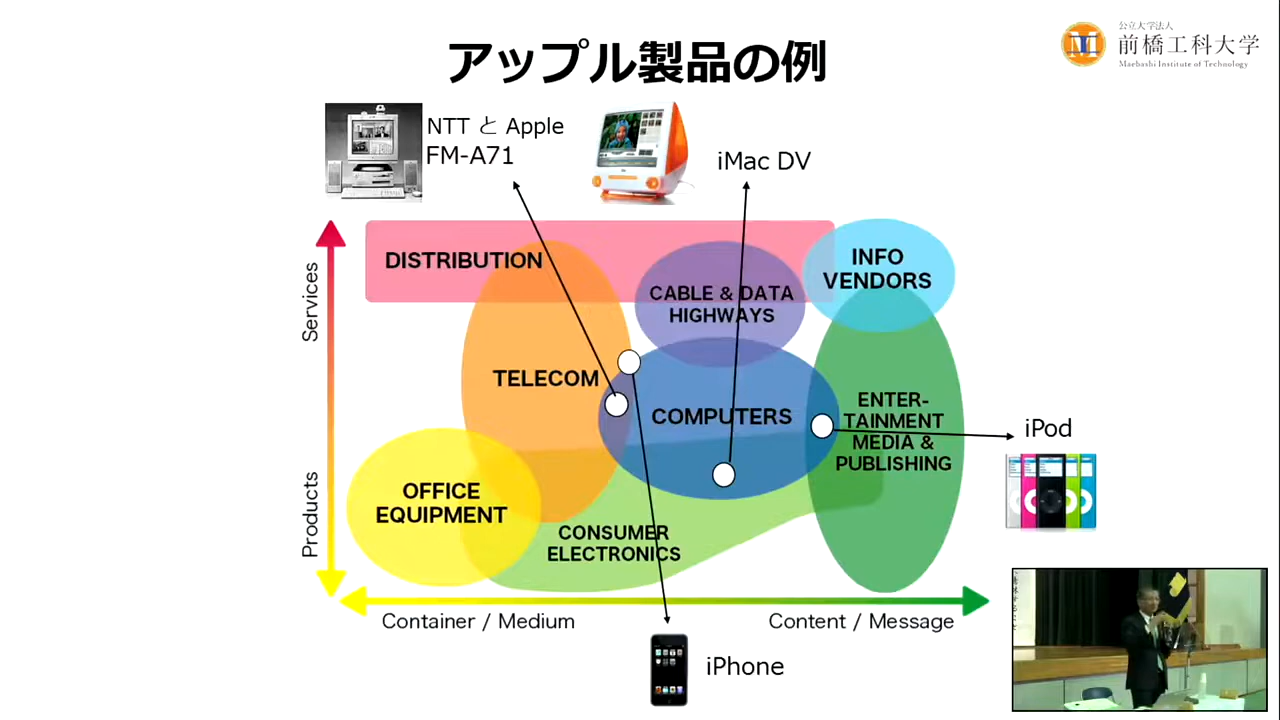 アップル製品の例
公立大学法人
前橋工科大学
Maebashi Institute of Technology
NTT と Apple
FM-A71
iMac DV
Services
Products
DISTRIBUTION
INFO
VENDORS
CABLE & DATA
HIGHWAYS
TELECOM
COMPUTERS
ENTER-
TAINMENT
MEDIA &
PUBLISHING
iPod
OFFICE
EQUIPMENT
CONSUMER
ELECTRONICS
Container / Medium
Content / Message
iPhone